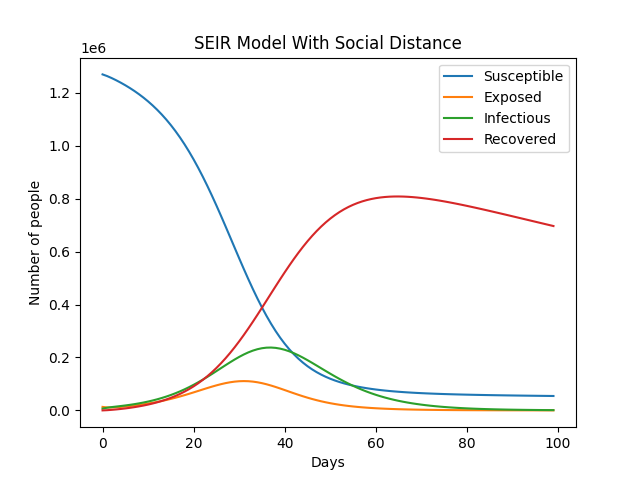 SEIR Model With Social Distance
1e6
Susceptible
Exposed
Infectious
Recovered
1.2
1.0
0.8
0.6
0.4
0.2
0.0
Number of people
0 20 40 60 80 100
Days